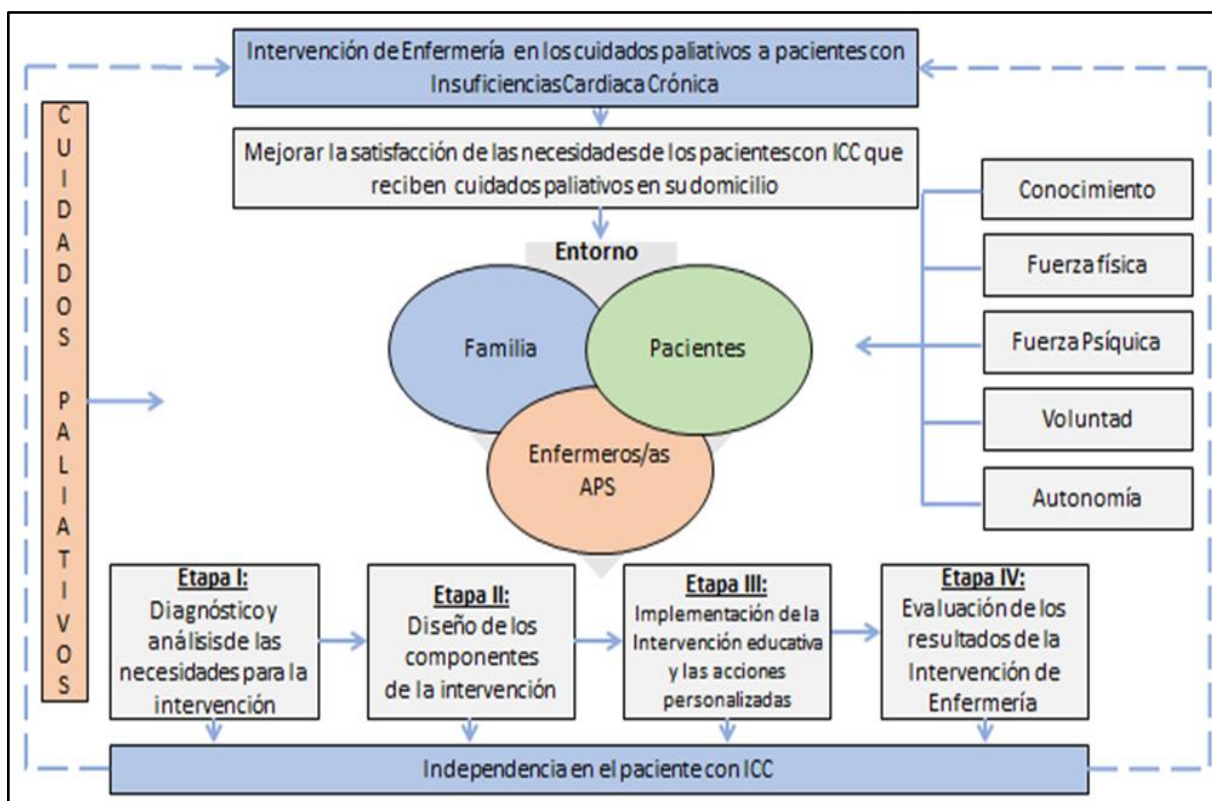 Intervención de Enfermería en los cuidados paliativos a pacientes con
Insuficiencias Cardiaca Crónica
Mejorar la satisfacción de las necesidades de los pacientes con ICC que
reciben cuidados paliativos en su domicilio
CUIDADOS PALIATIVOS
Entorno
Familia
Pacientes
Enfermeros/as
APS
Conocimiento
Fuerza física
Fuerza Psíquica
Voluntad
Autonomía
Etapa I:
Diagnóstico y
análisis de las
necesidades para la
intervención
Etapa II:
Diseño de los
componentes
de la intervención
Etapa III:
Implementación de la
Intervención educativa
y las acciones
personalizadas
Etapa IV:
Evaluación de los
resultados de la
Intervención de
Enfermería
Independencia en el paciente con ICC